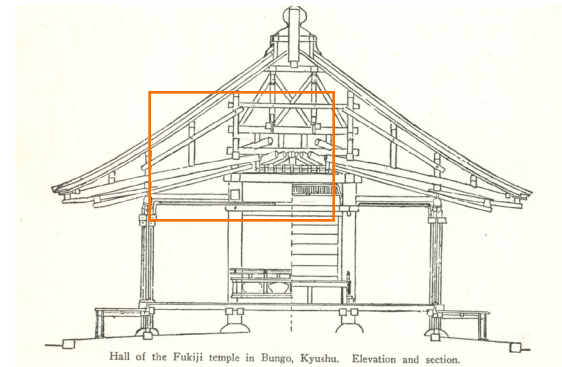 Hall of the Fukiji temple in Bungo, Kyushu. Elevation and section.